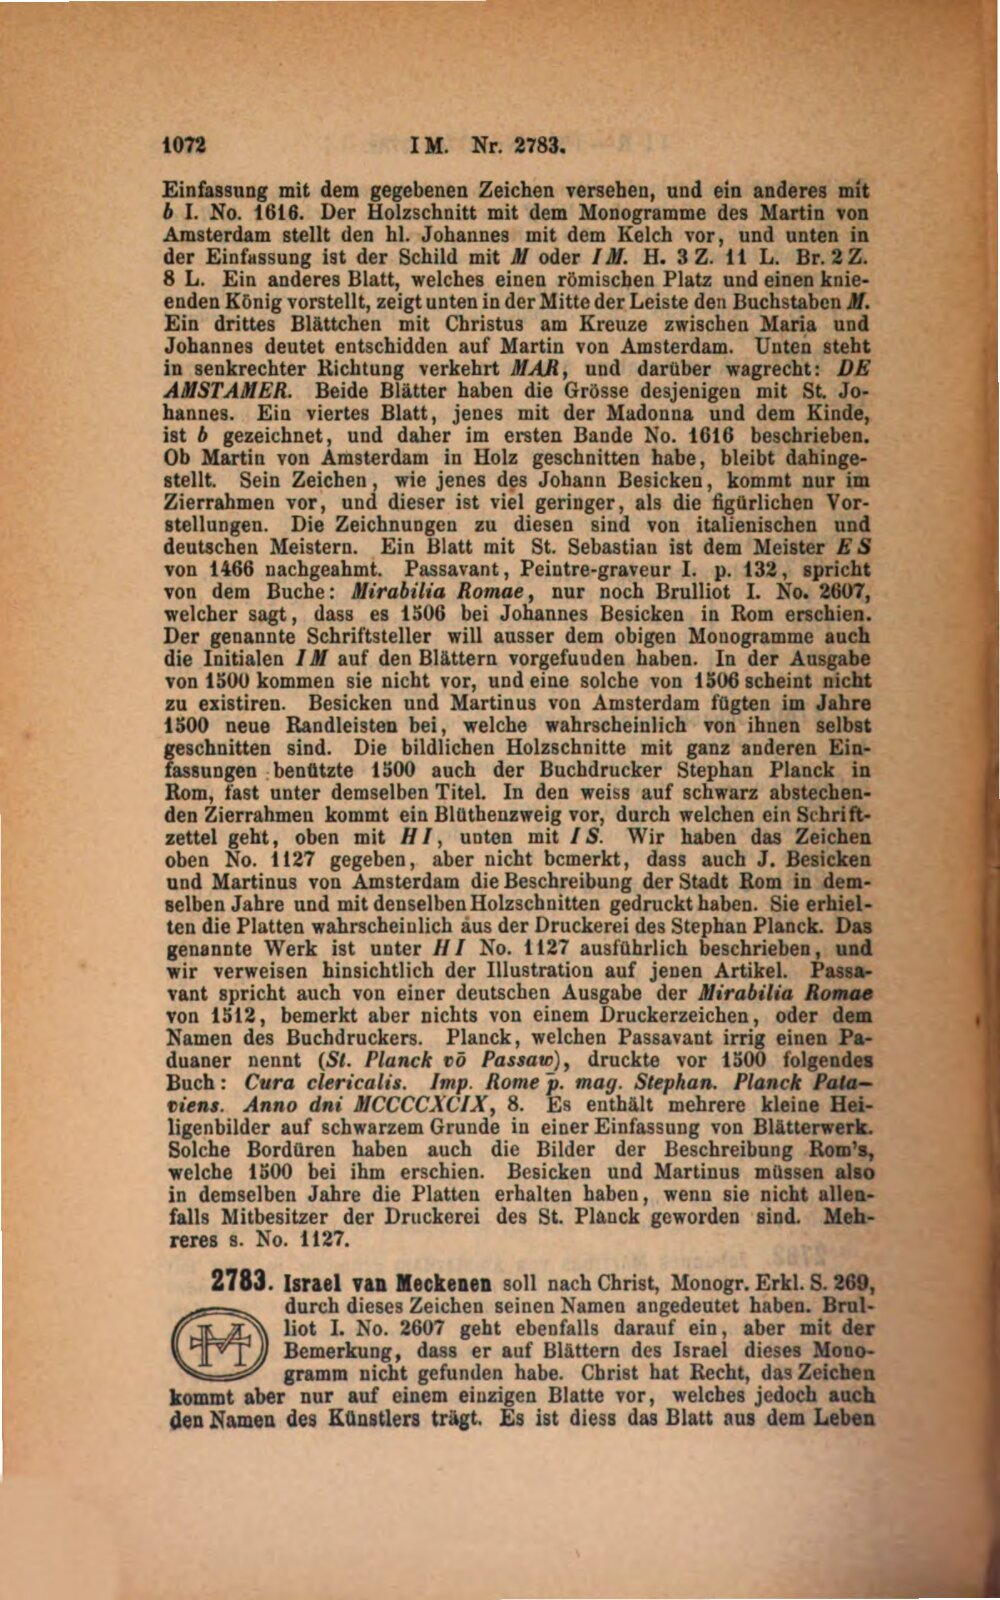 1072 IM. Nr. 2783.
Einfassung mit dem gegebenen Zeichen versehen, und ein anderes mit
b I. No. 1616. Der Holzschnitt mit dem Monogramme des Martin von
Amsterdam stellt den hl. Johannes mit dem Kelch vor, und unten in
der Einfassung ist der Schild mit M oder IM. H. 3 Z. 11 L. Br. 2 Z.
8 L. Ein anderes Blatt, welches einen römischen Platz und einen knie-
enden König vorstellt, zeigt unten in der Mitte der Leiste den Buchstaben M.
Ein drittes Blättchen mit Christus am Kreuze zwischen Maria und
Johannes deutet entschidden auf Martin von Amsterdam. Unten steht
in senkrechter Richtung verkehrt MAR, und darüber wagrecht: DE
AMSTAMER. Beide Blätter haben die Grösse desjenigen mit St. Jo-
hannes. Ein viertes Blatt, jenes mit der Madonna und dem Kinde,
ist b gezeichnet, und daher im ersten Bande No. 1616 beschrieben.
Ob Martin von Amsterdam in Holz geschnitten habe, bleibt dahinge-
stellt. Sein Zeichen, wie jenes des Johann Besicken, kommt nur im
Zierrahmen vor, und dieser ist viel geringer, als die figürlichen Vor-
stellungen. Die Zeichnungen zu diesen sind von italienischen und
deutschen Meistern. Ein Blatt mit St. Sebastian ist dem Meister ES
von 1466 nachgeahmt. Passavant, Peintre-graveur I. p. 132, spricht
von dem Buche: Mirabilia Romae, nur noch Brulliot I. No. 2607,
welcher sagt, dass es 1506 bei Johannes Besicken in Rom erschien.
Der genannte Schriftsteller will ausser dem obigen Monogramme auch
die Initialen IM auf den Blättern vorgefunden haben. In der Ausgabe
von 1500 kommen sie nicht vor, und eine solche von 1506 scheint nicht
zu existiren. Besicken und Martinus von Amsterdam fügten im Jahre
1500 neue Randleisten bei, welche wahrscheinlich von ihnen selbst
geschnitten sind. Die bildlichen Holzschnitte mit ganz anderen Ein-
fassungen benützte 1500 auch der Buchdrucker Stephan Planck in
Rom, fast unter demselben Titel. In den weiss auf schwarz abstechen-
den Zierrahmen kommt ein Blüthenzweig vor, durch welchen ein Schrift-
zettel geht, oben mit HI, unten mit IS. Wir haben das Zeichen
oben No. 1127 gegeben, aber nicht bemerkt, dass auch J. Besicken
und Martinus von Amsterdam die Beschreibung der Stadt Rom in dem-
selben Jahre und mit denselben Holzschnitten gedruckt haben. Sie erhiel-
ten die Platten wahrscheinlich aus der Druckerei des Stephan Planck. Das
genannte Werk ist unter HI No. 1127 ausführlich beschrieben, und
wir verweisen hinsichtlich der Illustration auf jenen Artikel. Passa-
vant spricht auch von einer deutschen Ausgabe der Mirabilia Romae
von 1512, bemerkt aber nichts von einem Druckerzeichen, oder dem
Namen des Buchdruckers. Planck, welchen Passavant irrig einen Pa-
duaner nennt (St. Planck vō Passaw), druckte vor 1500 folgendes
Buch: Cura clericalis. Imp. Rome p. mag. Stephan. Planck Pata-
viens. Anno dni MCCCCXCIX, 8. Es enthält mehrere kleine Hei-
ligenbilder auf schwarzem Grunde in einer Einfassung von Blätterwerk.
Solche Bordüren haben auch die Bilder der Beschreibung Rom's,
welche 1500 bei ihm erschien. Besicken und Martinus müssen also
in demselben Jahre die Platten erhalten haben, wenn sie nicht allen-
falls Mitbesitzer der Druckerei des St. Planck geworden sind. Meh-
reres s. No. 1127.
2783. Israel van Meckenen soll nach Christ, Monogr. Erkl. S. 269,
durch dieses Zeichen seinen Namen angedeutet haben. Brul-
liot I. No. 2607 geht ebenfalls darauf ein, aber mit der
Bemerkung, dass er auf Blättern des Israel dieses Mono-
gramm nicht gefunden habe. Christ hat Recht, das Zeichen
kommt aber nur auf einem einzigen Blatte vor, welches jedoch auch
den Namen des Künstlers trägt. Es ist diess das Blatt aus dem Leben